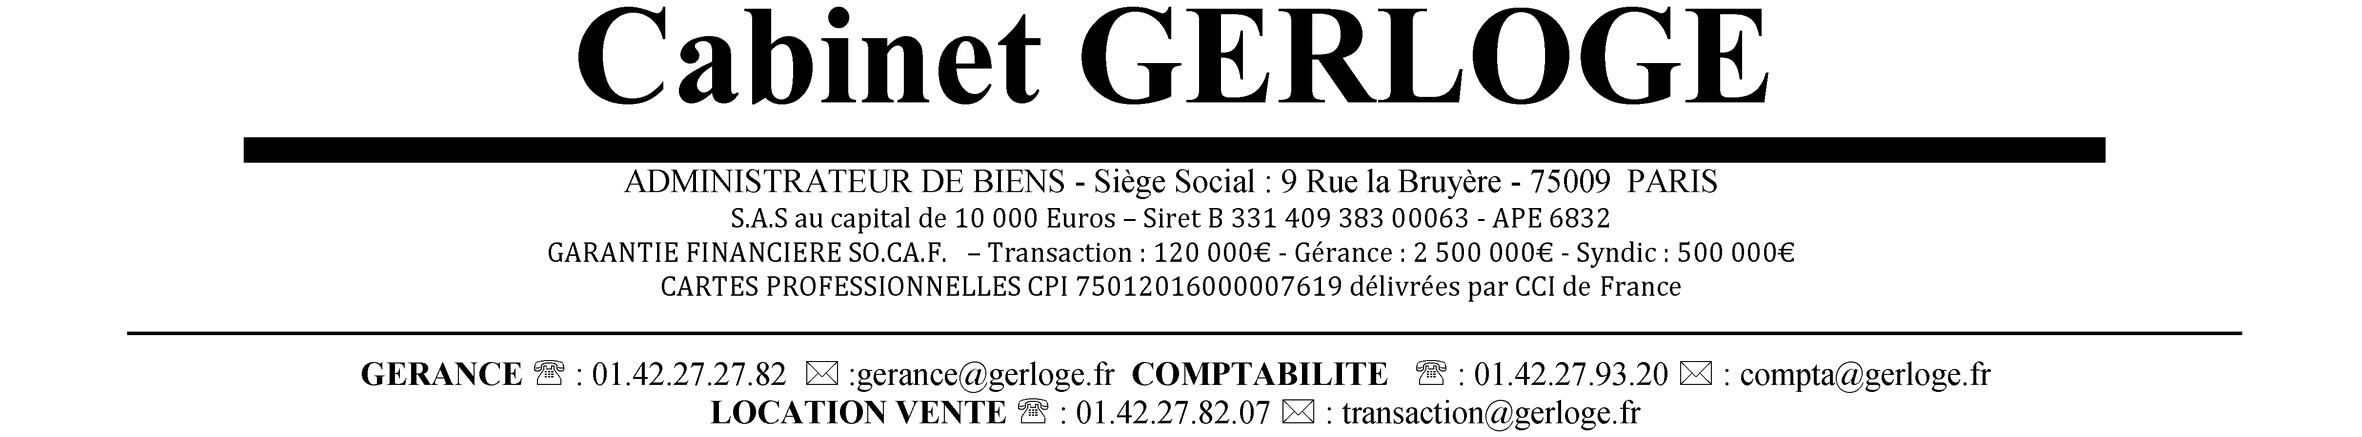 Cabinet GERLOGE
ADMINISTRATEUR DE BIENS - Siège Social : 9 Rue la Bruyère - 75009 PARIS
S.A.S au capital de 10 000 Euros – Siret B 331 409 383 00063 - APE 6832
GARANTIE FINANCIERE SO.CA.F. – Transaction : 120 000€ - Gérance : 2 500 000€ - Syndic : 500 000€
CARTES PROFESSIONNELLES CPI 75012016000007619 délivrées par CCI de France
GERANCE ☏ : 01.42.27.27.82 ✉ :gerance@gerloge.fr COMPTABILITE ☏ : 01.42.27.93.20 ✉ : compta@gerloge.fr
LOCATION VENTE ☏ : 01.42.27.82.07 ✉ : transaction@gerloge.fr